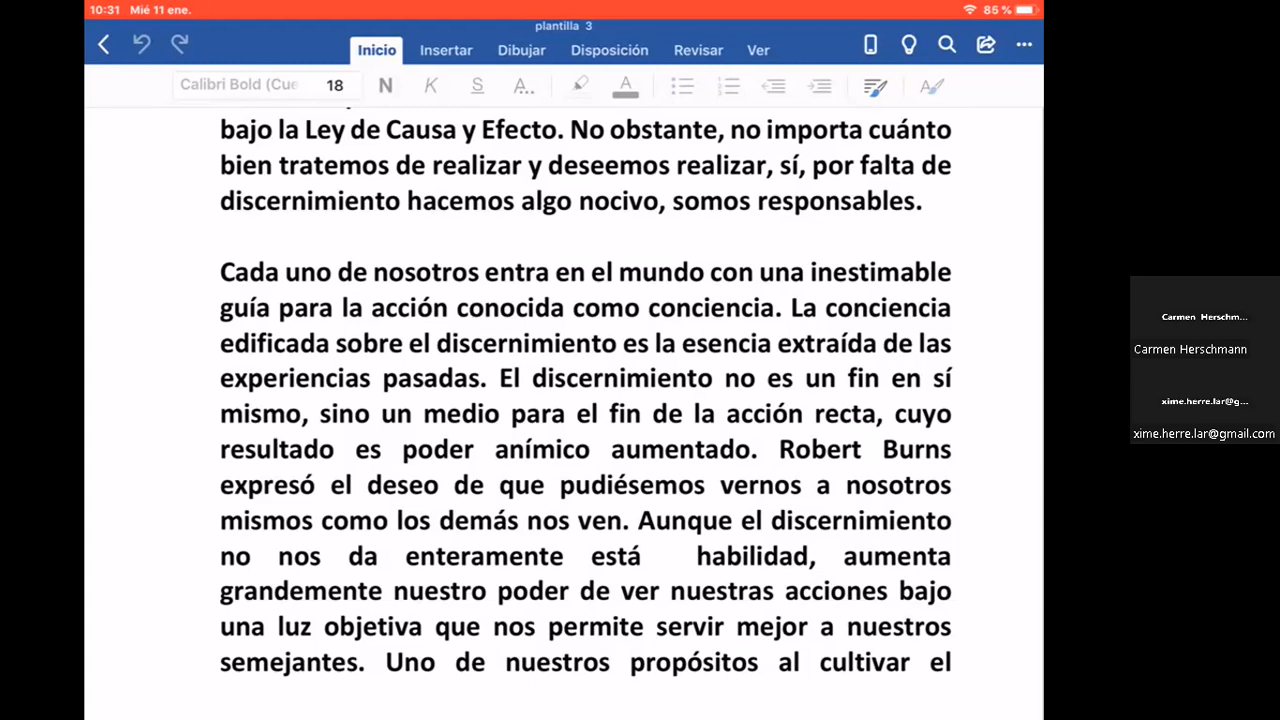 10:31 Mié 11 ene.
85 %
plantilla 3
Inicio Insertar Dibujar Disposición Revisar Ver
Calibri Bold (Cue 18 N K S A... A
bajo la Ley de Causa y Efecto. No obstante, no importa cuánto
bien tratemos de realizar y deseemos realizar, sí, por falta de
discernimiento hacemos algo nocivo, somos responsables.
Cada uno de nosotros entra en el mundo con una inestimable
guía para la acción conocida como conciencia. La conciencia
edificada sobre el discernimiento es la esencia extraída de las
experiencias pasadas. El discernimiento no es un fin en sí
mismo, sino un medio para el fin de la acción recta, cuyo
resultado es poder anímico aumentado. Robert Burns
expresó el deseo de que pudiésemos vernos a nosotros
mismos como los demás nos ven. Aunque el discernimiento
no nos da enteramente está habilidad, aumenta
grandemente nuestro poder de ver nuestras acciones bajo
una luz objetiva que nos permite servir mejor a nuestros
semejantes. Uno de nuestros propósitos al cultivar el
Carmen Herschm...
Carmen Herschmann
xime.herre.lar@g...
xime.herre.lar@gmail.com